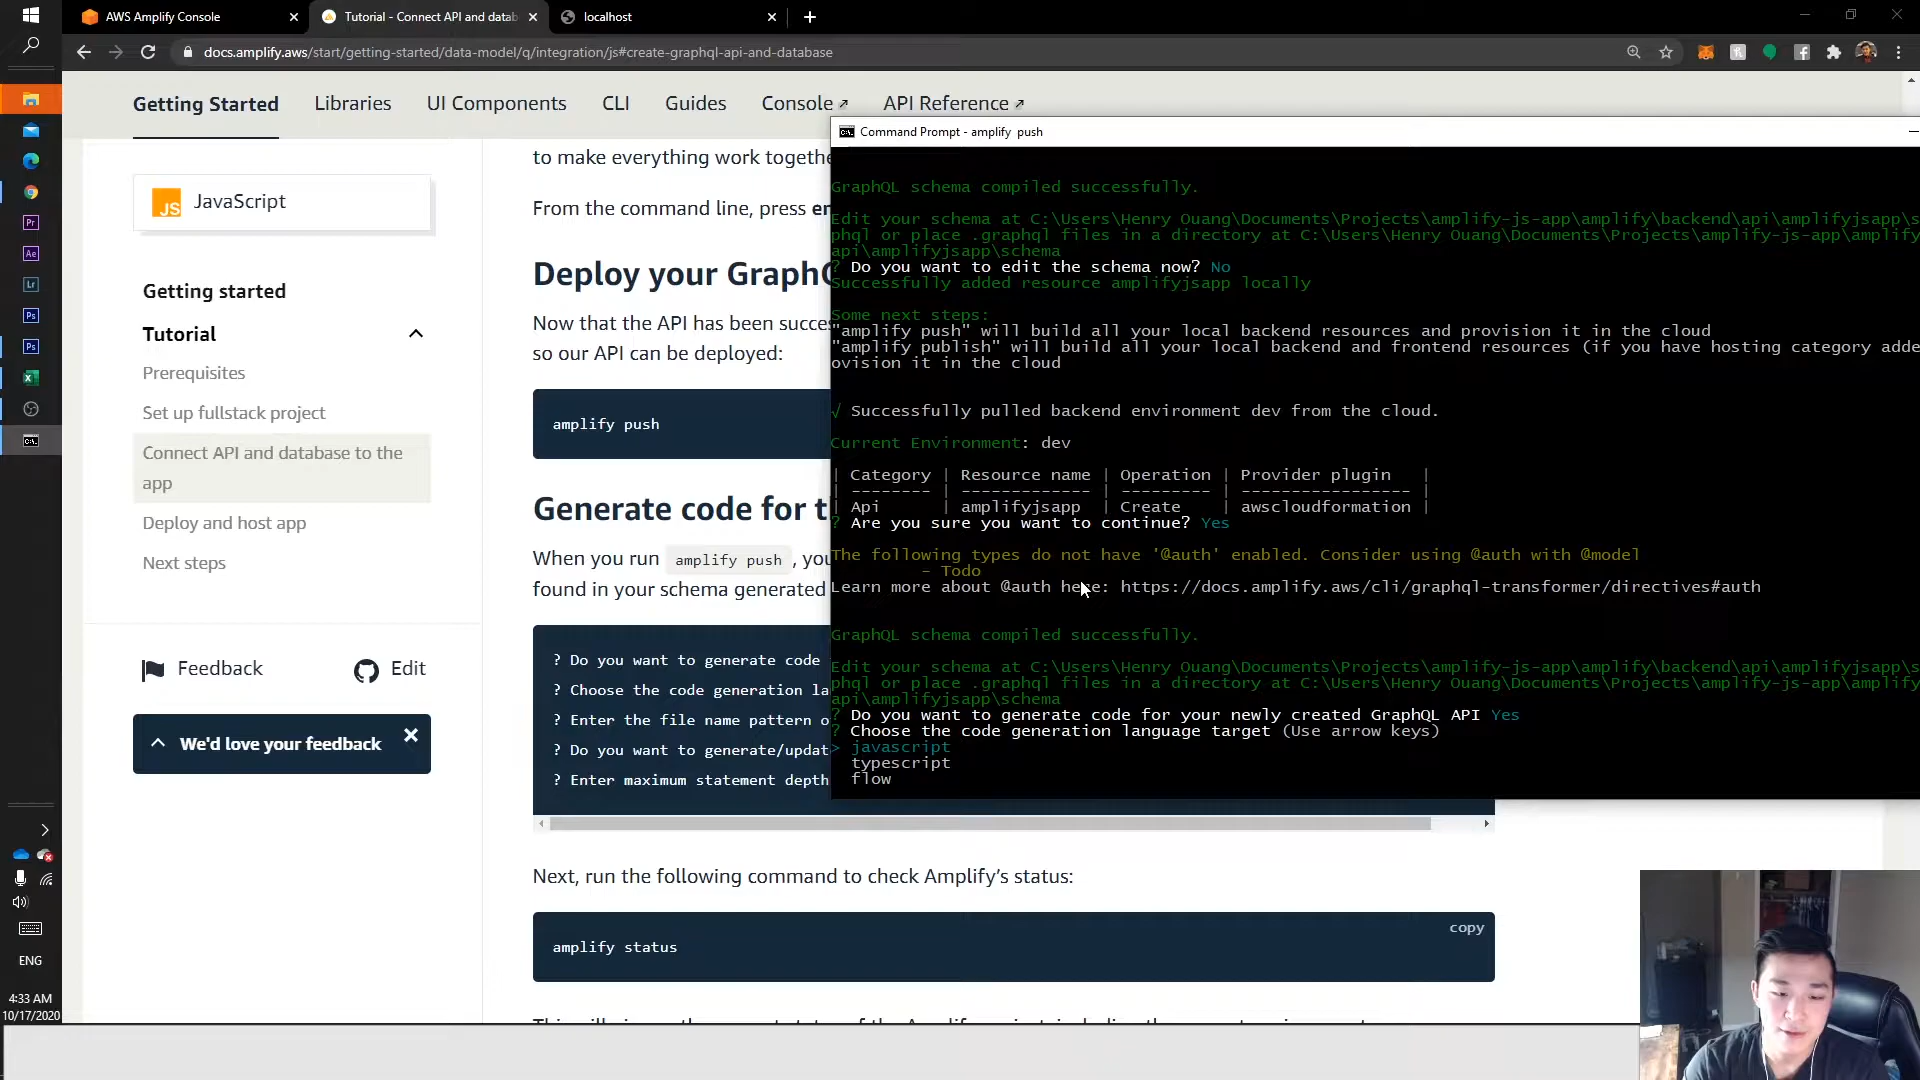 AWS Amplify Console
Tutorial - Connect API and datab
localhost
docs.amplify.aws/start/getting-started/data-model/q/integration/js#create-graphql-api-and-database
Getting Started
Libraries
UI Components
CLI
Guides
Console
API Reference
JS
JavaScript
Getting started
Tutorial
Prerequisites
Set up fullstack project
Connect API and database to the
app
Deploy and host app
Next steps
Feedback
Edit
We'd love your feedback
to make everything work togethe
From the command line, press en
Deploy your GraphQ
Now that the API has been succe
so our API can be deployed:
amplify push
Generate code for t
When you run amplify push , you
found in your schema generated
? Do you want to generate code
? Choose the code generation la
? Enter the file name pattern o
? Do you want to generate/updat
? Enter maximum statement depth
Next, run the following command to check Amplify’s status:
copy
amplify status
Command Prompt - amplify push
GraphQL schema compiled successfully.
Edit your schema at C:\Users\Henry Ouang\Documents\Projects\amplify-js-app\amplify\backend\api\amplifyjsapp\s
phql or place .graphql files in a directory at C:\Users\Henry Ouang\Documents\Projects\amplify-js-app\amplify
api\amplifyjsapp\schema
? Do you want to edit the schema now? No
Successfully added resource amplifyjsapp locally
Some next steps:
"amplify push" will build all your local backend resources and provision it in the cloud
"amplify publish" will build all your local backend and frontend resources (if you have hosting category adde
ovision it in the cloud
√ Successfully pulled backend environment dev from the cloud.
Current Environment: dev
| Category | Resource name | Operation | Provider plugin |
| -------- | ------------- | --------- | ----------------- |
| Api | amplifyjsapp | Create | awscloudformation |
? Are you sure you want to continue? Yes
The following types do not have '@auth' enabled. Consider using @auth with @model
- Todo
Learn more about @auth here: https://docs.amplify.aws/cli/graphql-transformer/directives#auth
GraphQL schema compiled successfully.
Edit your schema at C:\Users\Henry Ouang\Documents\Projects\amplify-js-app\amplify\backend\api\amplifyjsapp\s
phql or place .graphql files in a directory at C:\Users\Henry Ouang\Documents\Projects\amplify-js-app\amplify
api\amplifyjsapp\schema
? Do you want to generate code for your newly created GraphQL API Yes
? Choose the code generation language target (Use arrow keys)
> javascript
typescript
flow
Pr
Ae
Lr
Ps
Ps
ENG
4:33 AM
10/17/2020